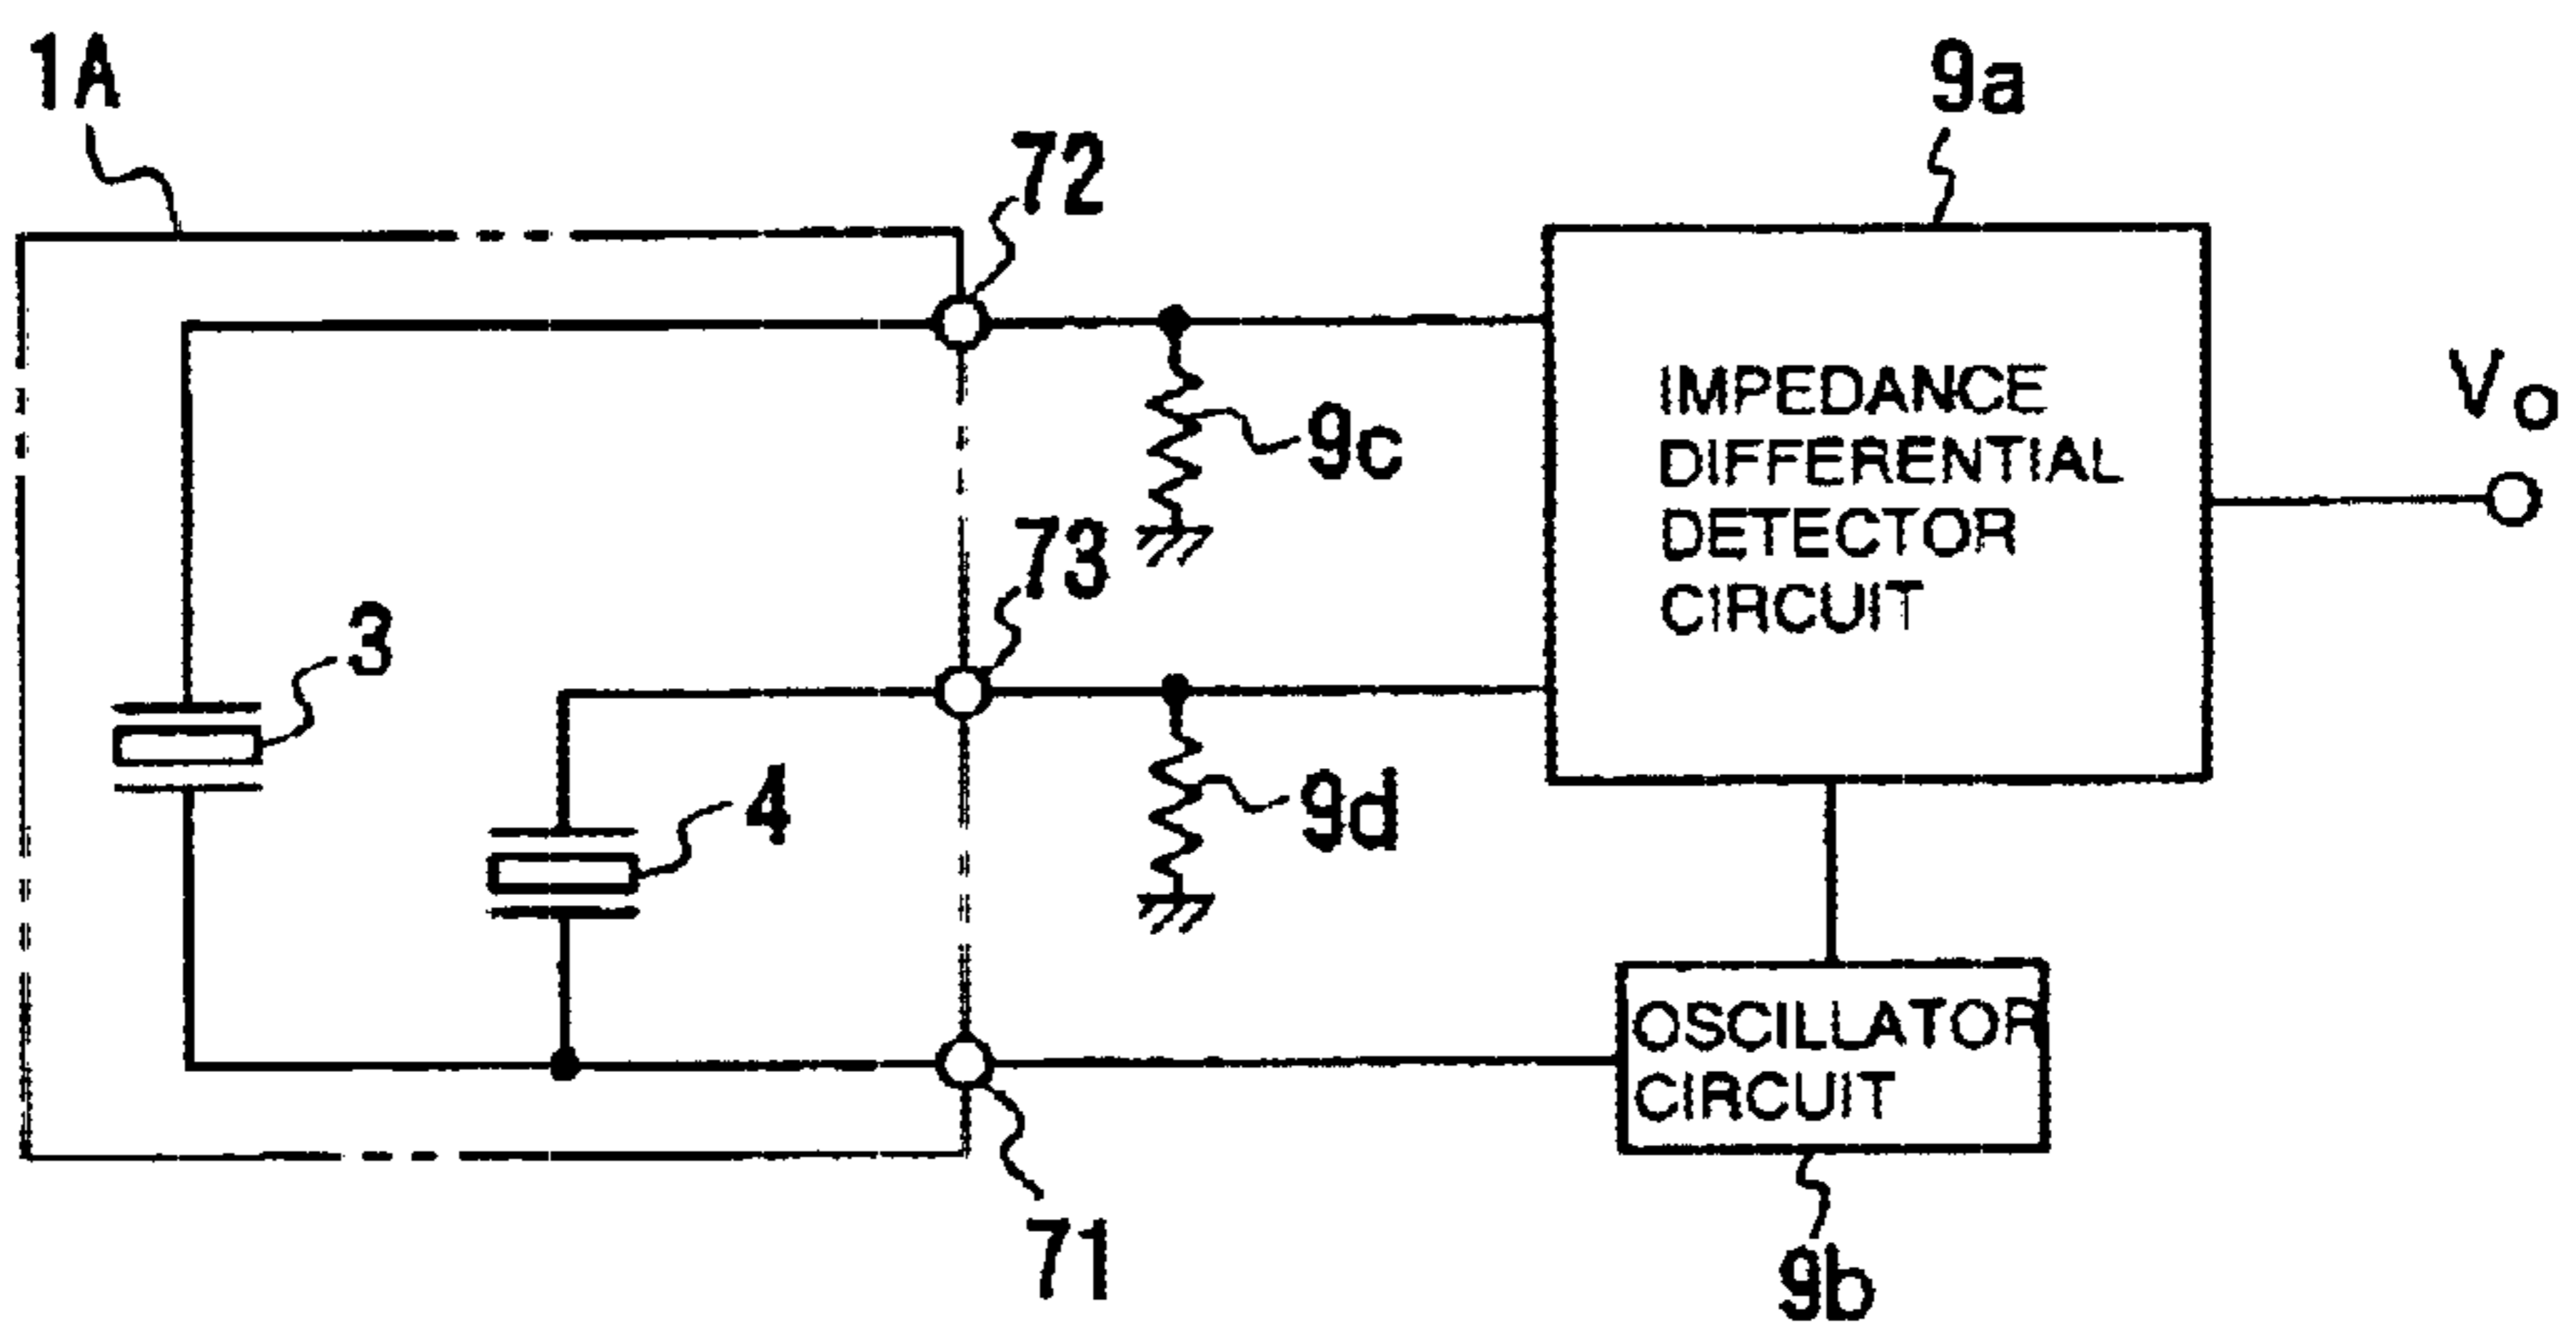 1A
9a
72
Vo
IMPEDANCE
DIFFERENTIAL
DETECTOR
CIRCUIT
9c
73
3
4
9d
OSCILLATOR
CIRCUIT
71
9b